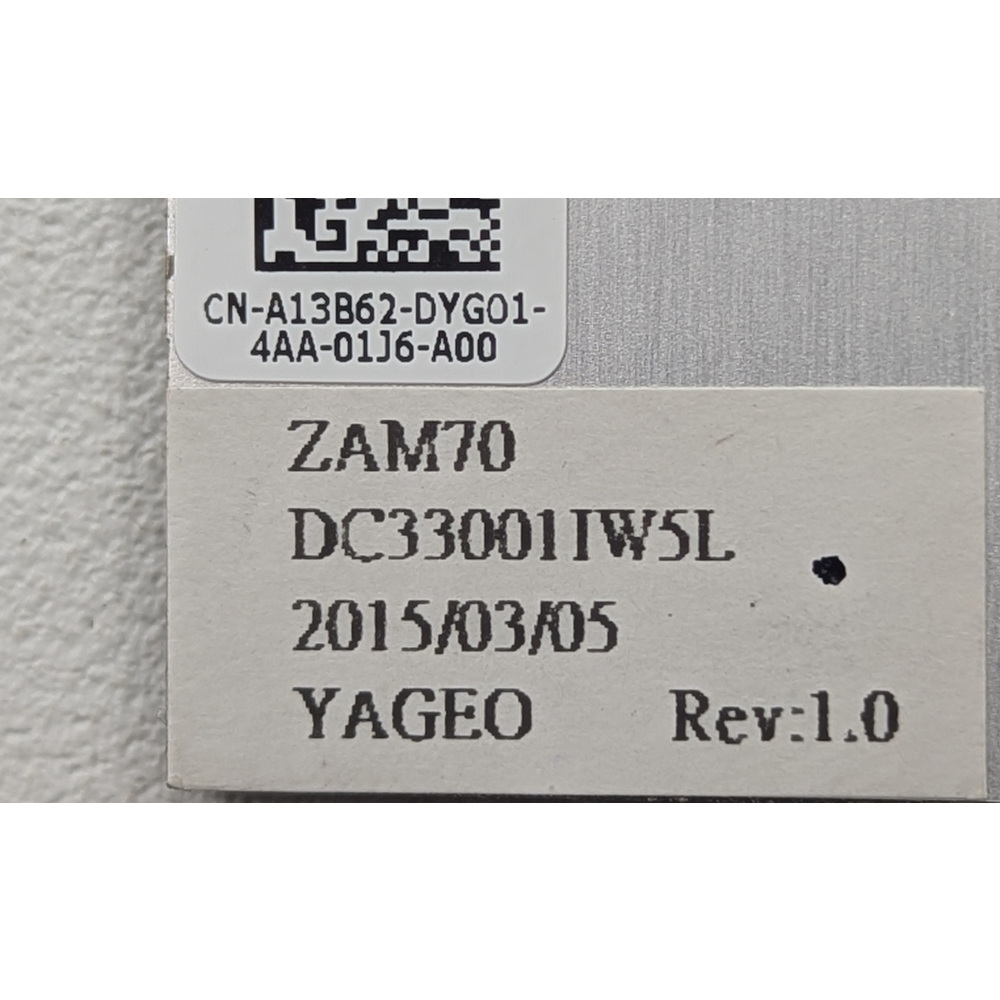 CN-A13B62-DYG01-
4AA-01J6-A00
ZAM70
DC33001IW5L
2015/03/05
YAGEO Rev:1.0